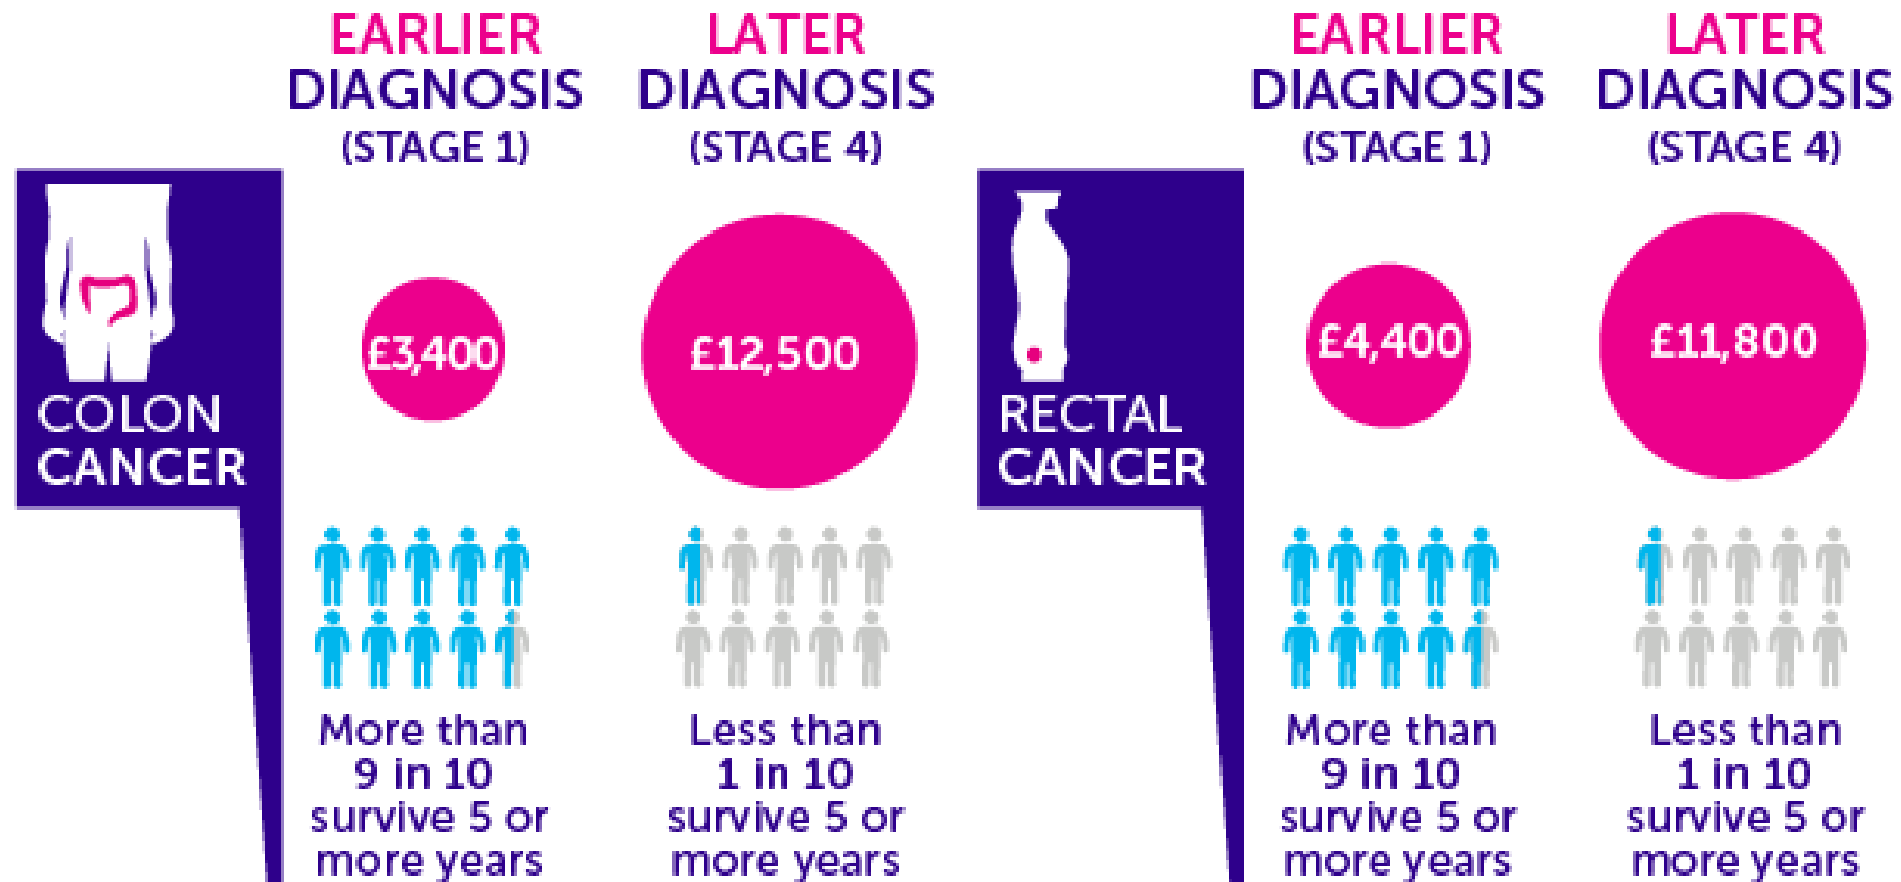 EARLIER
DIAGNOSIS
(STAGE 1)
LATER
DIAGNOSIS
(STAGE 4)
COLON
CANCER
£3,400
£12,500
More than
9 in 10
survive 5 or
more years
Less than
1 in 10
survive 5 or
more years
EARLIER
DIAGNOSIS
(STAGE 1)
LATER
DIAGNOSIS
(STAGE 4)
RECTAL
CANCER
£4,400
£11,800
More than
9 in 10
survive 5 or
more years
Less than
1 in 10
survive 5 or
more years